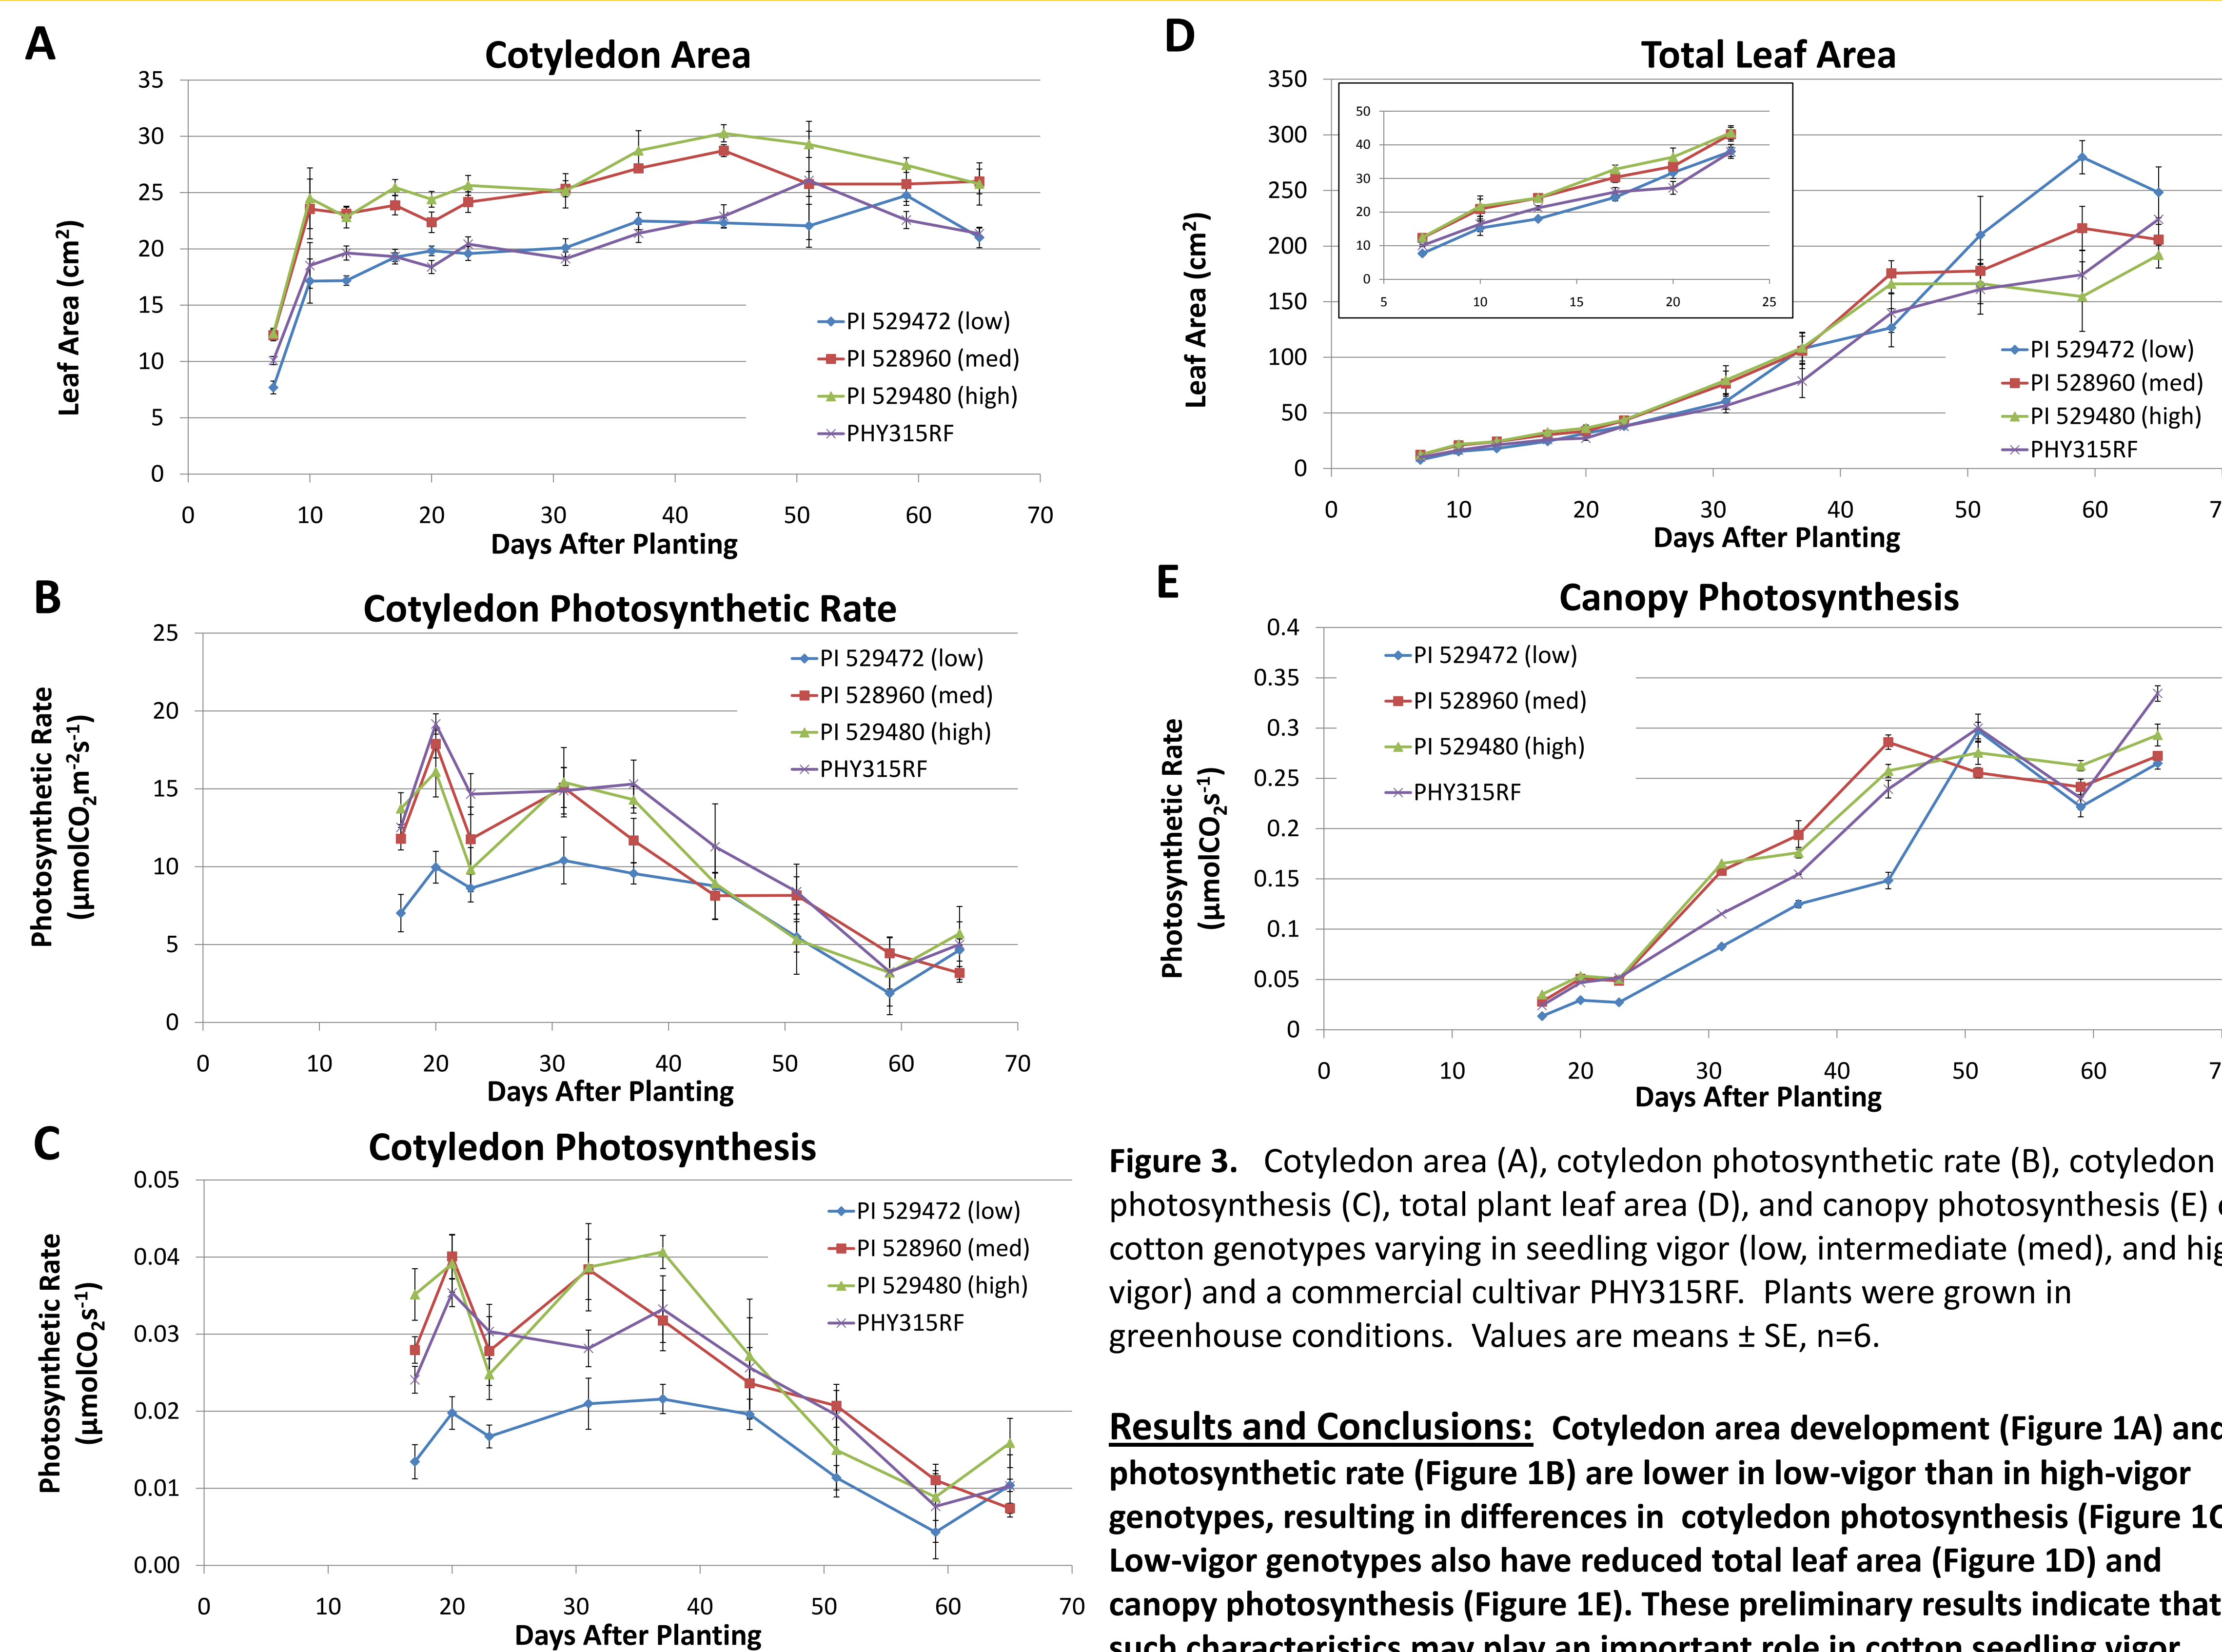 A
Cotyledon Area
35
30
25
20
15
10
5
0
Leaf Area (cm²)
PI 529472 (low)
PI 528960 (med)
PI 529480 (high)
PHY315RF
0 10 20 30 40 50 60 70
Days After Planting
B
Cotyledon Photosynthetic Rate
25
20
15
10
5
0
Photosynthetic Rate
(µmolCO₂m⁻²s⁻¹)
PI 529472 (low)
PI 528960 (med)
PI 529480 (high)
PHY315RF
0 10 20 30 40 50 60 70
Days After Planting
C
Cotyledon Photosynthesis
0.05
0.04
0.03
0.02
0.01
0.00
Photosynthetic Rate
(µmolCO₂s⁻¹)
PI 529472 (low)
PI 528960 (med)
PI 529480 (high)
PHY315RF
0 10 20 30 40 50 60 70
Days After Planting
D
Total Leaf Area
350
300
250
200
150
100
50
0
Leaf Area (cm²)
50
40
30
20
10
0
5 10 15 20 25
PI 529472 (low)
PI 528960 (med)
PI 529480 (high)
PHY315RF
0 10 20 30 40 50 60 7
Days After Planting
E
Canopy Photosynthesis
0.4
0.35
0.3
0.25
0.2
0.15
0.1
0.05
0
Photosynthetic Rate
(µmolCO₂s⁻¹)
PI 529472 (low)
PI 528960 (med)
PI 529480 (high)
PHY315RF
0 10 20 30 40 50 60 7
Days After Planting
Figure 3. Cotyledon area (A), cotyledon photosynthetic rate (B), cotyledon
photosynthesis (C), total plant leaf area (D), and canopy photosynthesis (E)
cotton genotypes varying in seedling vigor (low, intermediate (med), and hig
vigor) and a commercial cultivar PHY315RF. Plants were grown in
greenhouse conditions. Values are means ± SE, n=6.
Results and Conclusions: Cotyledon area development (Figure 1A) and
photosynthetic rate (Figure 1B) are lower in low-vigor than in high-vigor
genotypes, resulting in differences in cotyledon photosynthesis (Figure 1C
Low-vigor genotypes also have reduced total leaf area (Figure 1D) and
canopy photosynthesis (Figure 1E). These preliminary results indicate that
such characteristics may play an important role in cotton seedling vigor